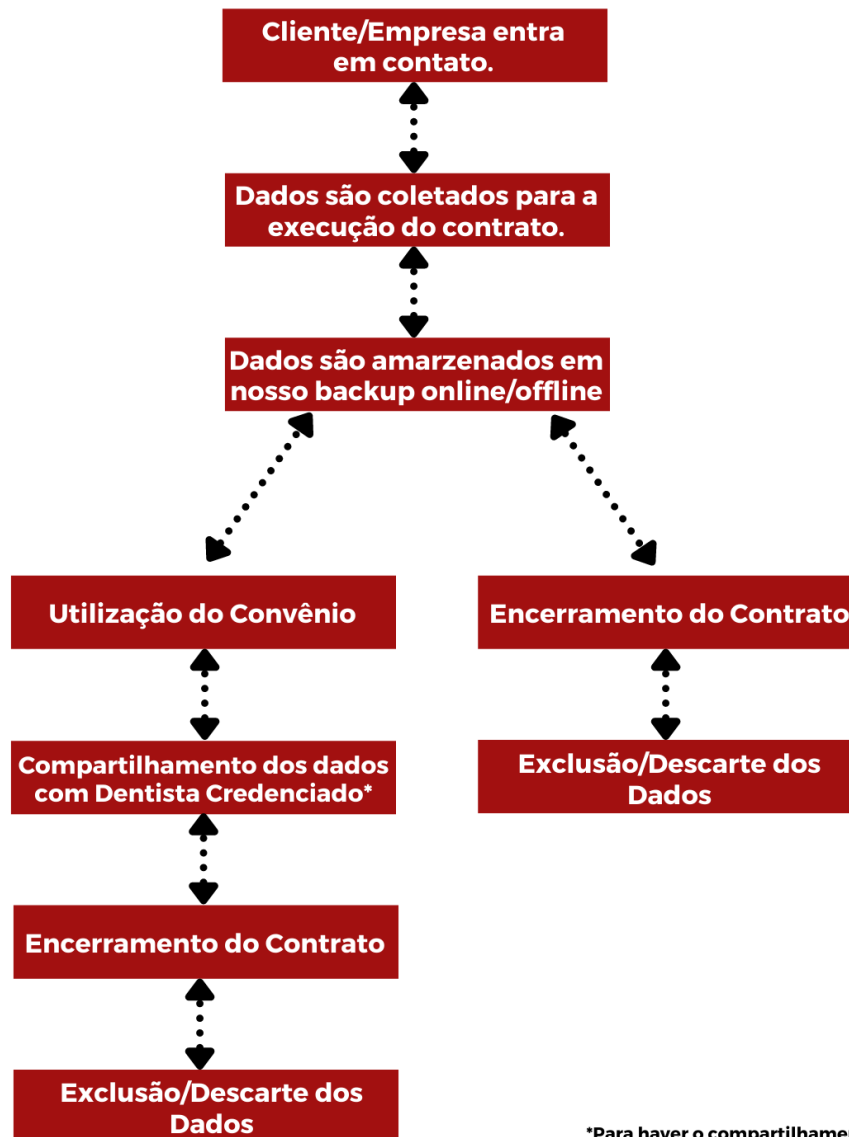 Cliente/Empresa entra
em contato.
Dados são coletados para a
execução do contrato.
Dados são amarzenados em
nosso backup online/offline
Utilização do Convênio
Encerramento do Contrato
Compartilhamento dos dados
com Dentista Credenciado*
Exclusão/Descarte dos
Dados
Encerramento do Contrato
Exclusão/Descarte dos
Dados
*Para haver o